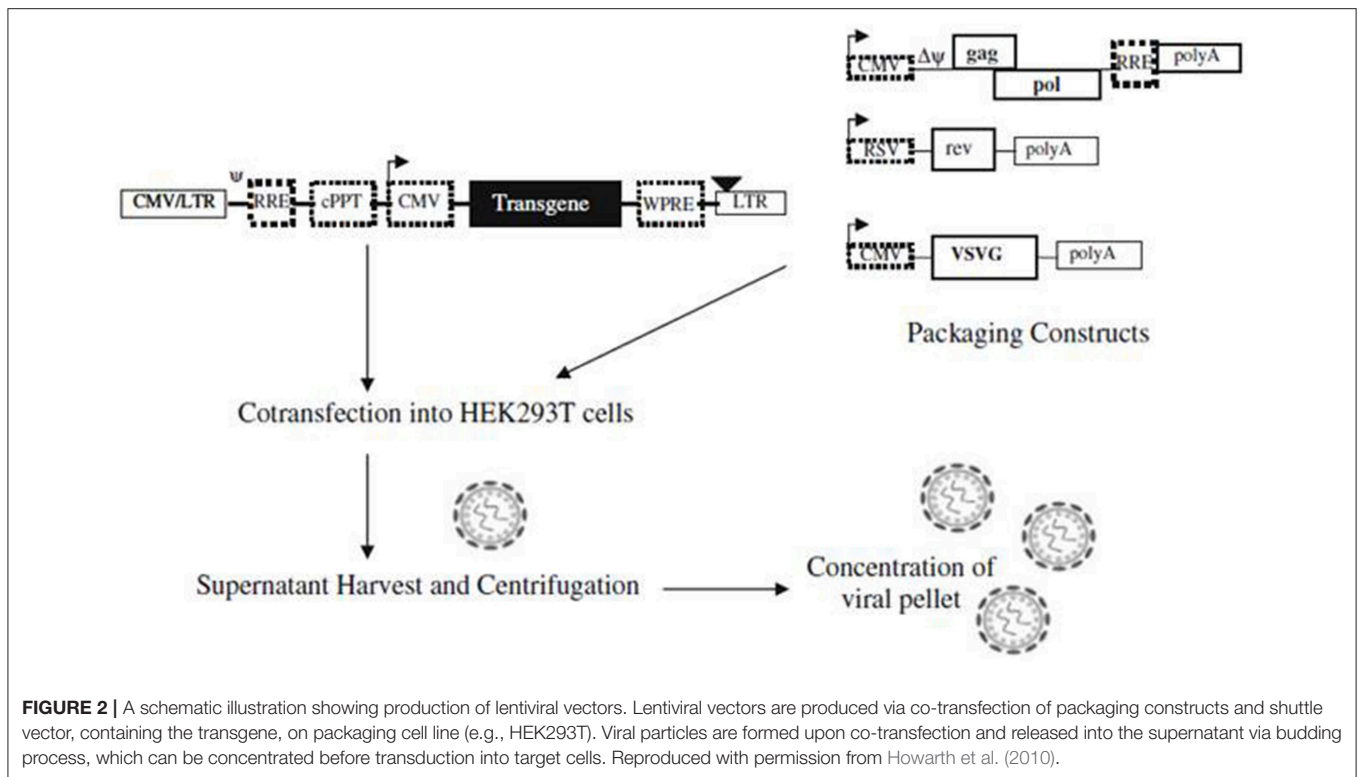 CMV Δψ gag RRE polyA
pol
RSV rev polyA
CMV VSVG polyA
Packaging Constructs
ψ
CMV/LTR RRE cPPT CMV Transgene WPRE LTR
Cotransfection into HEK293T cells
Supernatant Harvest and Centrifugation
Concentration of
viral pellet
FIGURE 2 | A schematic illustration showing production of lentiviral vectors. Lentiviral vectors are produced via co-transfection of packaging constructs and shuttle
vector, containing the transgene, on packaging cell line (e.g., HEK293T). Viral particles are formed upon co-transfection and released into the supernatant via budding
process, which can be concentrated before transduction into target cells. Reproduced with permission from Howarth et al. (2010).